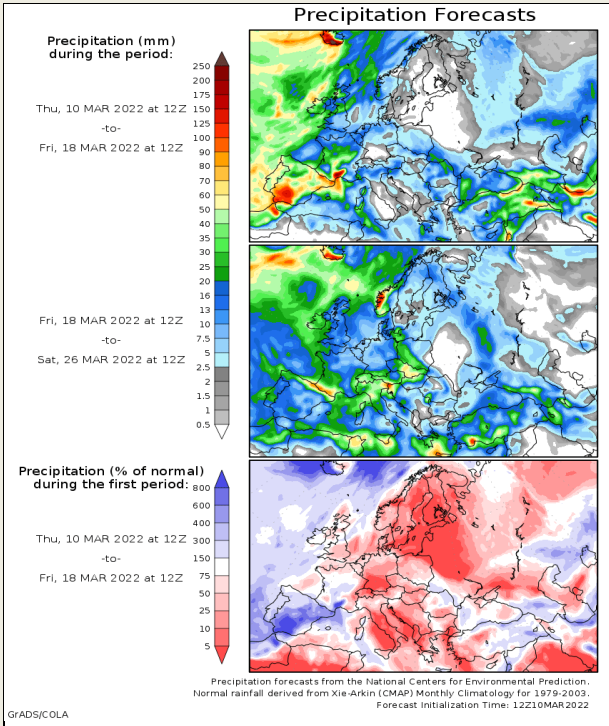 Precipitation Forecasts
Precipitation (mm)
during the period:
Thu, 10 MAR 2022 at 12Z
-to-
Fri, 18 MAR 2022 at 12Z
250
200
175
150
125
100
90
80
70
60
50
40
35
30
25
20
16
13
10
7.5
5
2.5
2
1.5
1
0.5
Fri, 18 MAR 2022 at 12Z
-to-
Sat, 26 MAR 2022 at 12Z
Precipitation (% of normal)
during the first period:
Thu, 10 MAR 2022 at 12Z
-to-
Fri, 18 MAR 2022 at 12Z
800
600
400
300
150
75
50
25
10
5
Precipitation forecasts from the National Centers for Environmental Prediction.
Normal rainfall derived from Xie-Arkin (CMAP) Monthly Climatology for 1979-2003.
Forecast Initialization Time: 12Z10MAR2022
GrADS/COLA